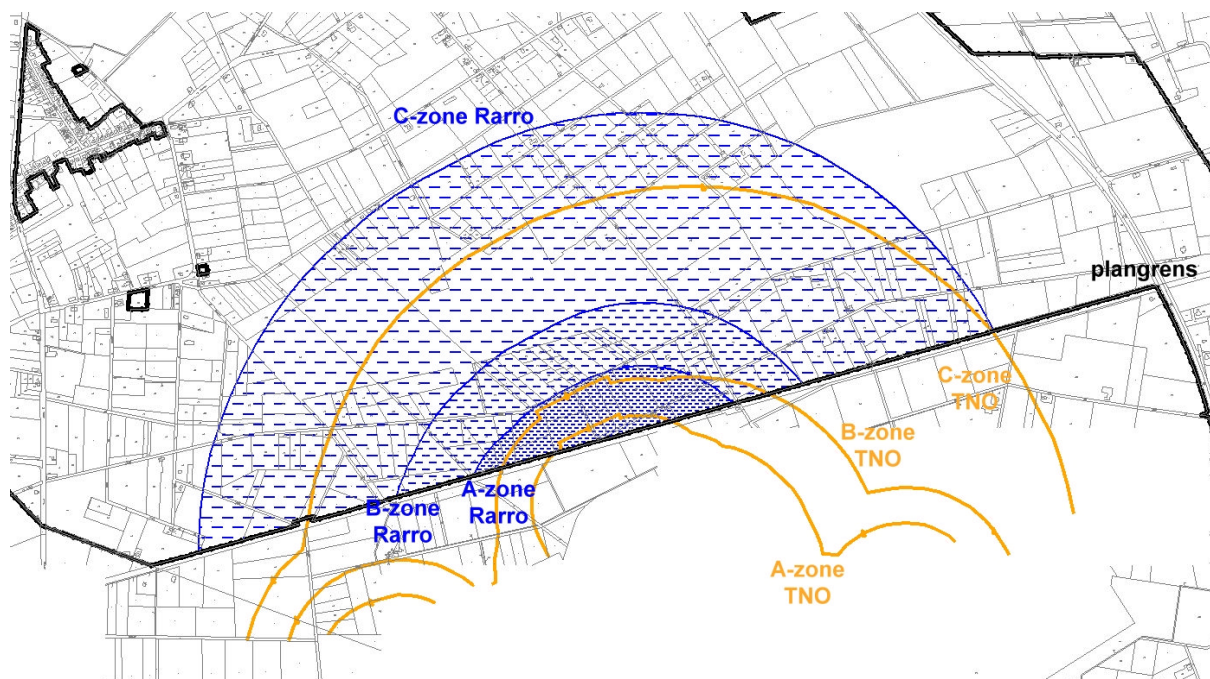 C-zone Rarro
plangrens
C-zone
TNO
B-zone
TNO
A-zone
Rarro
B-zone
Rarro
A-zone
TNO